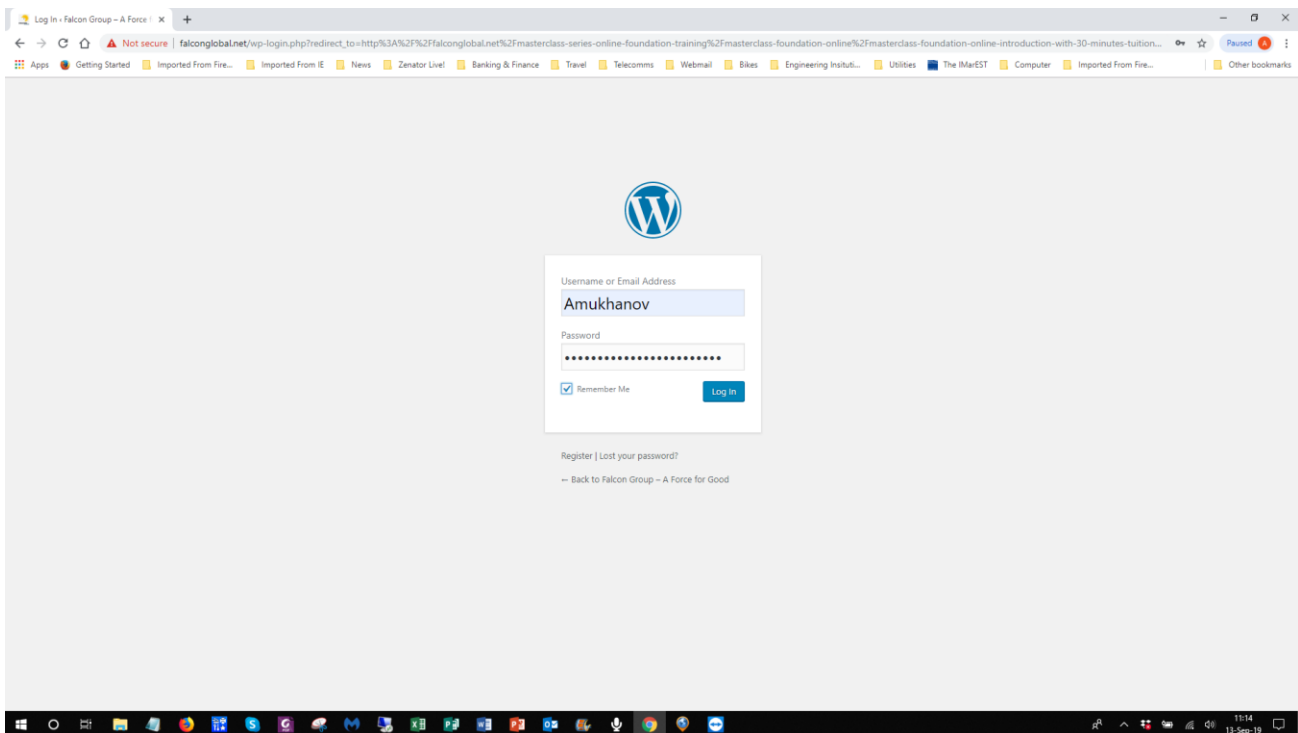 Log In ‹ Falcon Group – A Force f
Not secure | falconglobal.net/wp-login.php?redirect_to=http%3A%2F%2Ffalconglobal.net%2Fmasterclass-series-online-foundation-training%2Fmasterclass-foundation-online%2Fmasterclass-foundation-online-introduction-with-30-minutes-tuition... Paused A
Apps Getting Started Imported From Fire... Imported From IE News Zenator Live! Banking & Finance Travel Telecomms Webmail Bikes Engineering Insituti... Utilities The IMarEST Computer Imported From Fire... Other bookmarks
Username or Email Address
Amukhanov
Password
••••••••••••••••••••••••
Remember Me Log In
Register | Lost your password?
← Back to Falcon Group – A Force for Good
11:14
13-Sep-19